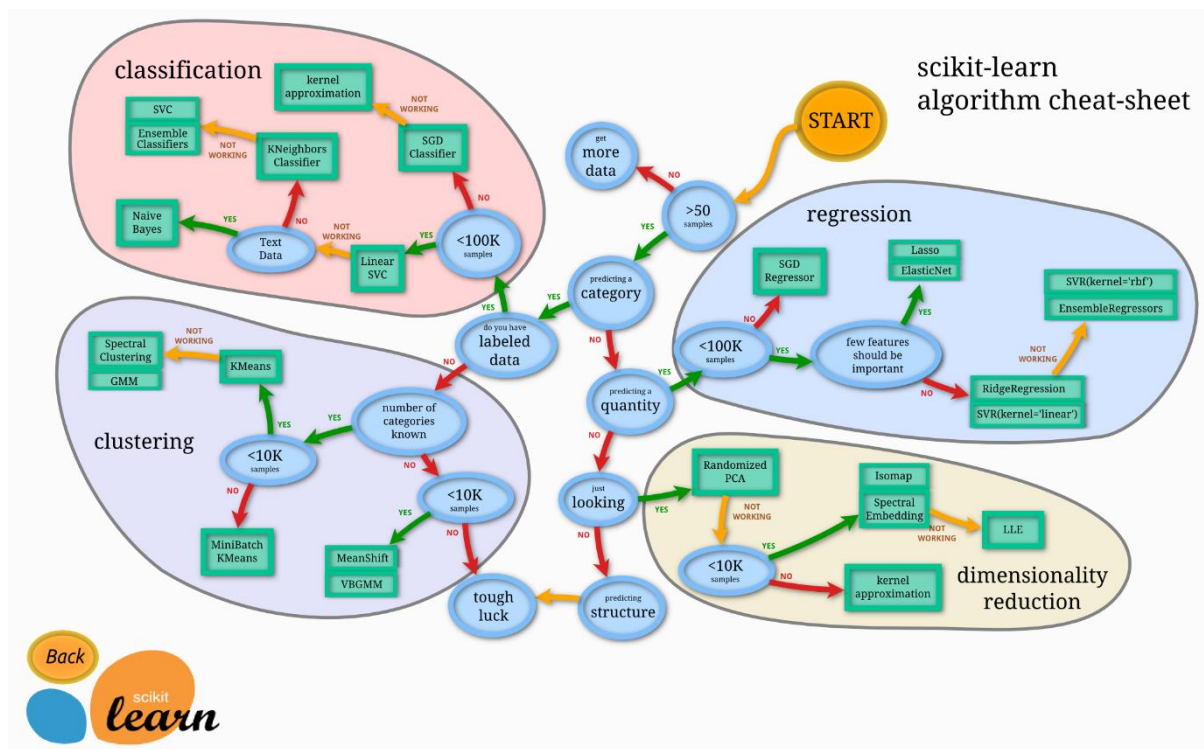 scikit-learn
algorithm cheat-sheet
START
classification
kernel
approximation
NOT
WORKING
SVC
Ensemble
Classifiers
NOT
WORKING
KNeighbors
Classifier
SGD
Classifier
NO
Naive
Bayes
YES
Text
Data
NO
NOT
WORKING
Linear
SVC
YES
<100K
samples
YES
get
more
data
NO
>50
samples
YES
predicting a
category
YES
do you have
labeled
data
NO
NO
predicting a
quantity
YES
NO
just
looking
YES
NO
predicting
structure
tough
luck
regression
SGD
Regressor
NO
<100K
samples
YES
Lasso
ElasticNet
YES
few features
should be
important
NO
SVR(kernel='rbf')
EnsembleRegressors
NOT
WORKING
RidgeRegression
SVR(kernel='linear')
clustering
Spectral
Clustering
GMM
NOT
WORKING
KMeans
YES
number of
categories
known
YES
NO
<10K
samples
NO
MiniBatch
KMeans
<10K
samples
YES
NO
MeanShift
VBGMM
Randomized
PCA
NOT
WORKING
<10K
samples
YES
NO
Isomap
Spectral
Embedding
NOT
WORKING
LLE
kernel
approximation
dimensionality
reduction
Back
scikit
learn